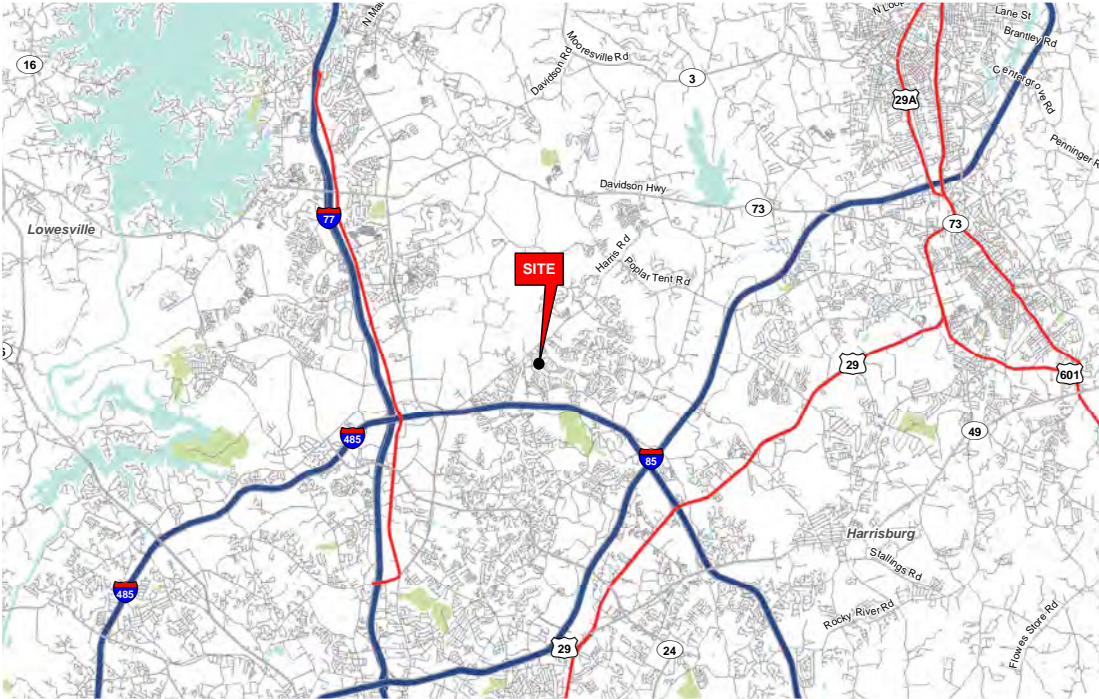 N Loop
Lane St
N Mai
Brantley Rd
Mooresville Rd
16
Davidson Rd
3
Centergrove Rd
29A
Penninger R
Davidson Hwy
73
77
73
Lowesville
Harris Rd
SITE
Poplar Tent Rd
6
29
601
49
485
85
Harrisburg
Stallings Rd
485
Rocky River Rd
Flowes Store Rd
29
24